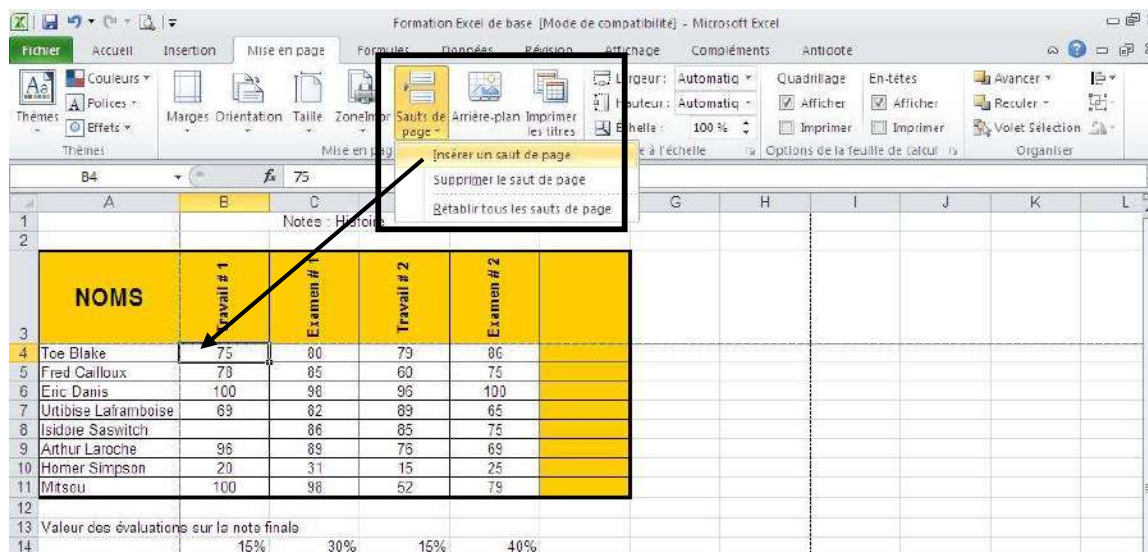 Formation Excel de base [Mode de compatibilité] - Microsoft Excel
Fichier Accueil Insertion Mise en page Formules Données Révision Affichage Compléments Antidote
Aa Couleurs Largeur : Automatiq Quadrillage En-têtes Avancer
A Polices Hauteur : Automatiq Afficher Afficher Reculer
Thèmes Effets Marges Orientation Taille ZoneImpr Sauts de page Arrière-plan Imprimer les titres Échelle : 100 % Imprimer Imprimer Volet Sélection
Thèmes Mise en pag e à l'échelle Options de la feuille de calcul Organiser
Insérer un saut de page
Supprimer le saut de page
Rétablir tous les sauts de page
B4 fx 75
A B C G H I J K L
1 Notes : Histoire
2
3 NOMS Travail # 1 Examen # 1 Travail # 2 Examen # 2
4 Toe Blake 75 80 79 86
5 Fred Cailloux 78 85 60 75
6 Eric Danis 100 98 96 100
7 Urtibise Laframboise 69 82 89 65
8 Isidore Saswitch 86 85 75
9 Arthur Laroche 96 89 76 69
10 Homer Simpson 20 31 15 25
11 Mitsou 100 98 52 79
12
13 Valeur des évaluations sur la note finale
14 15% 30% 15% 40%